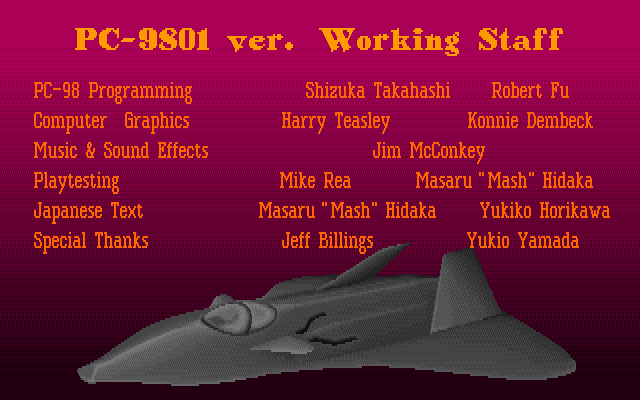 PC-9801 ver. Working Staff
PC-98 Programming Shizuka Takahashi Robert Fu
Computer Graphics Harry Teasley Konnie Dembeck
Music & Sound Effects Jim McConkey
Playtesting Mike Rea Masaru "Mash" Hidaka
Japanese Text Masaru "Mash" Hidaka Yukiko Horikawa
Special Thanks Jeff Billings Yukio Yamada